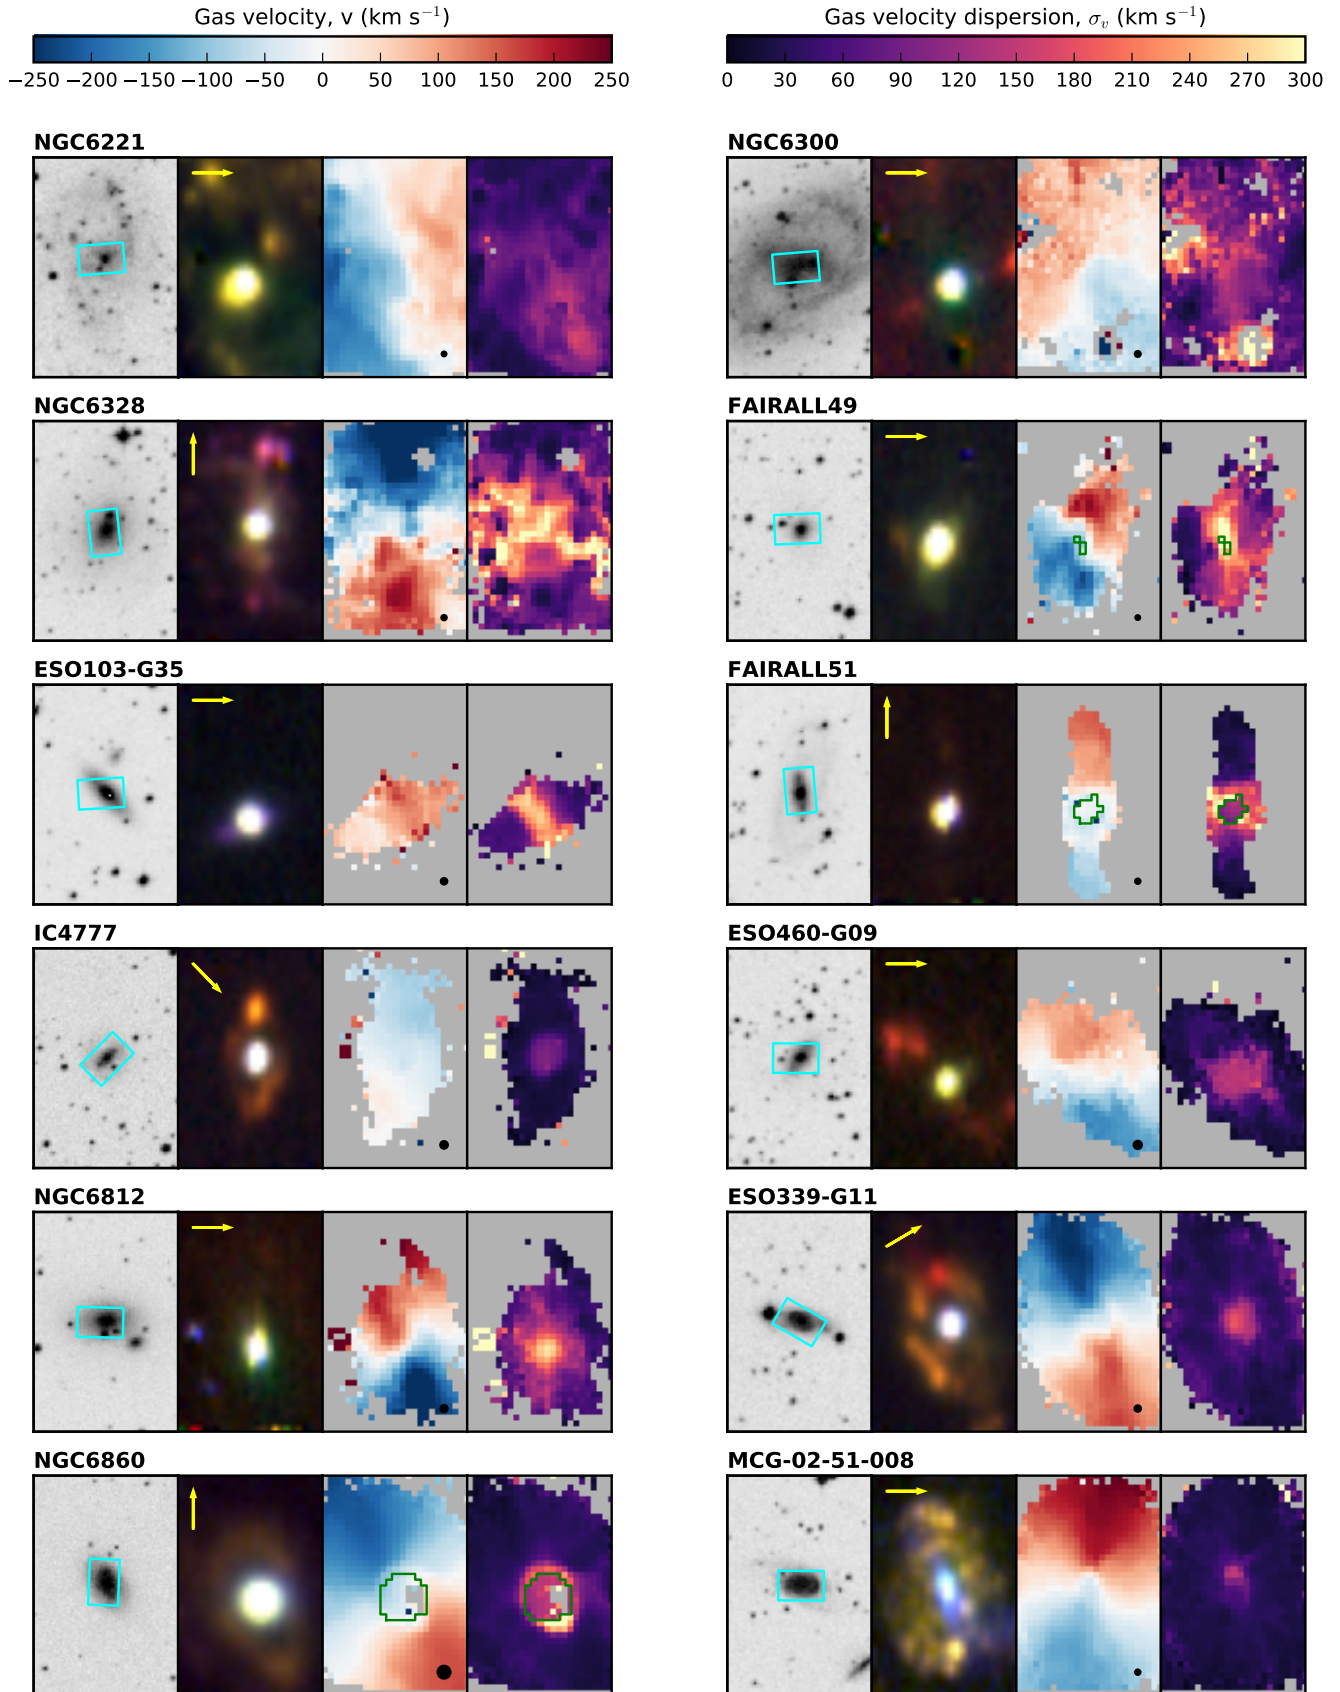 Gas velocity, v (km s⁻¹)
−250 −200 −150 −100 −50 0 50 100 150 200 250
Gas velocity dispersion, σᵥ (km s⁻¹)
0 30 60 90 120 150 180 210 240 270 300
NGC6221
NGC6300
NGC6328
FAIRALL49
ESO103-G35
FAIRALL51
IC4777
ESO460-G09
NGC6812
ESO339-G11
NGC6860
MCG-02-51-008